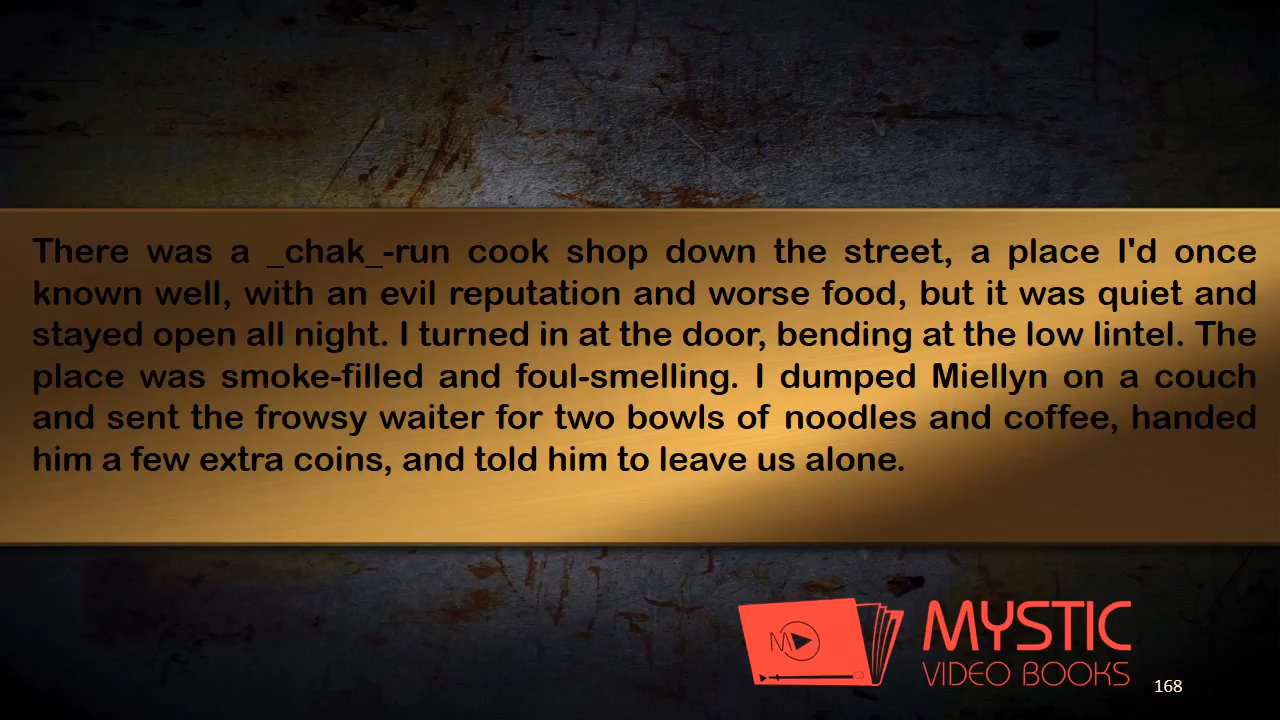 There was a _chak_-run cook shop down the street, a place I'd once
known well, with an evil reputation and worse food, but it was quiet and
stayed open all night. I turned in at the door, bending at the low lintel. The
place was smoke-filled and foul-smelling. I dumped Miellyn on a couch
and sent the frowsy waiter for two bowls of noodles and coffee, handed
him a few extra coins, and told him to leave us alone.
M
MYSTIC
VIDEO BOOKS
168